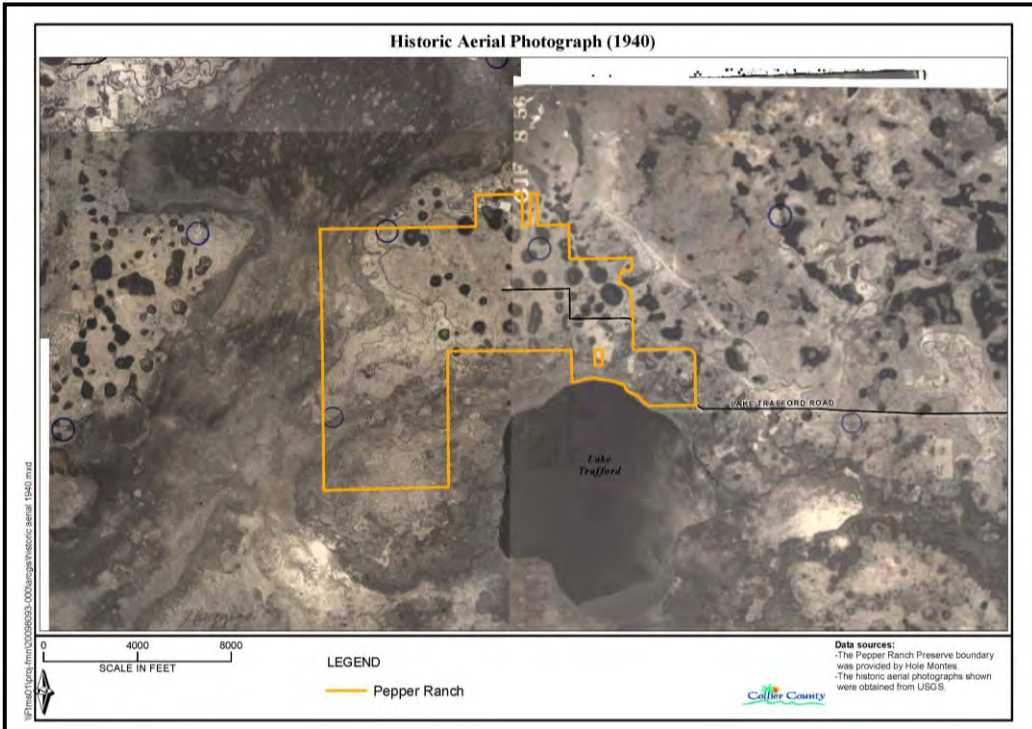 Historic Aerial Photograph (1940)
8 56
LAKE TRAFFORD ROAD
Lake
Trafford
0 4000 8000
SCALE IN FEET
LEGEND
Pepper Ranch
Data sources:
-The Pepper Ranch Preserve boundary
was provided by Hole Montes.
-The historic aerial photographs shown
were obtained from USGS.
Collier County